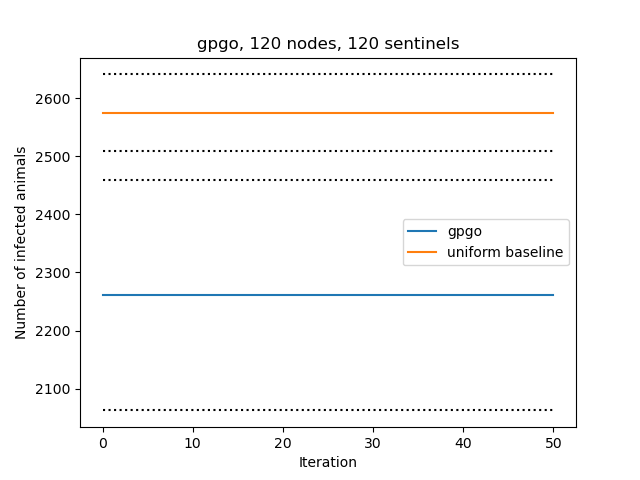 gpgo, 120 nodes, 120 sentinels
Number of infected animals
2600
2500
2400
2300
2200
2100
gpgo
uniform baseline
0 10 20 30 40 50
Iteration